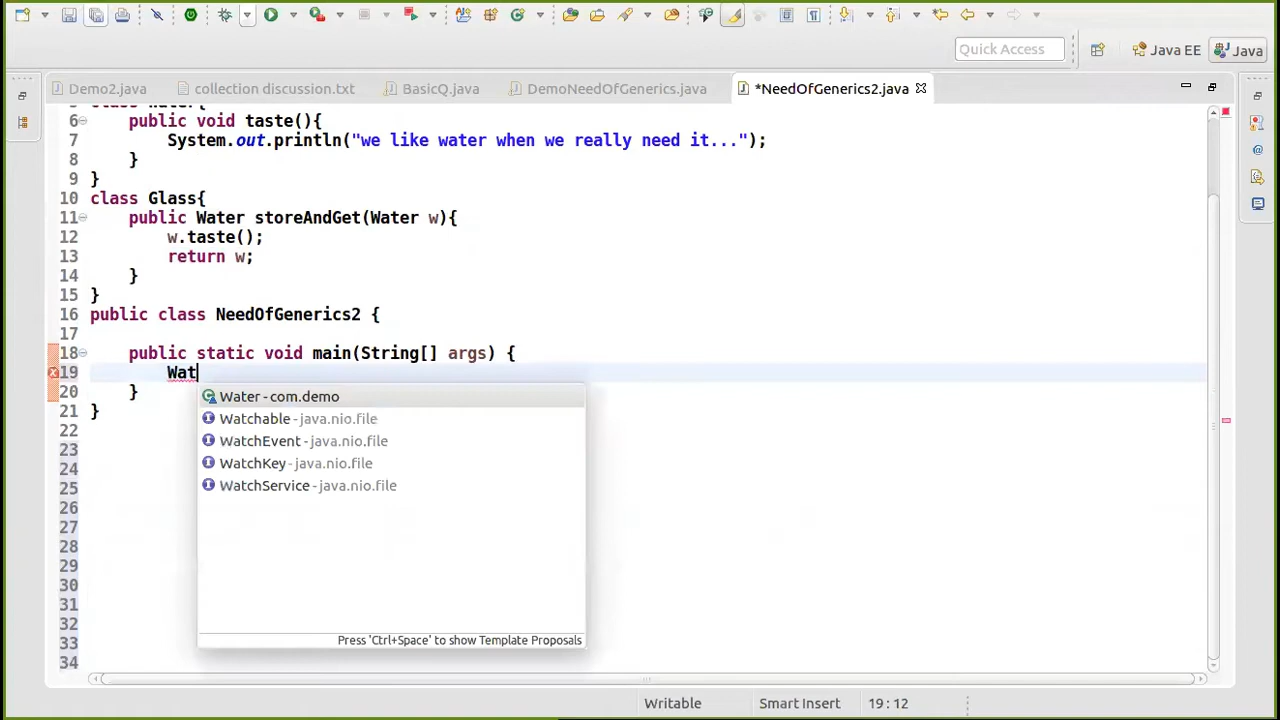 Quick Access
Java EE
Java
Demo2.java
collection discussion.txt
BasicQ.java
DemoNeedOfGenerics.java
*NeedOfGenerics2.java
6 public void taste(){
7 System.out.println("we like water when we really need it...");
8 }
9 }
10 class Glass{
11 public Water storeAndGet(Water w){
12 w.taste();
13 return w;
14 }
15 }
16 public class NeedOfGenerics2 {
17
18 public static void main(String[] args) {
19 Wat
20 }
21 }
22
23
24
25
26
27
28
29
30
31
32
33
34
Water - com.demo
Watchable - java.nio.file
WatchEvent - java.nio.file
WatchKey - java.nio.file
WatchService - java.nio.file
Press 'Ctrl+Space' to show Template Proposals
Writable
Smart Insert
19 : 12